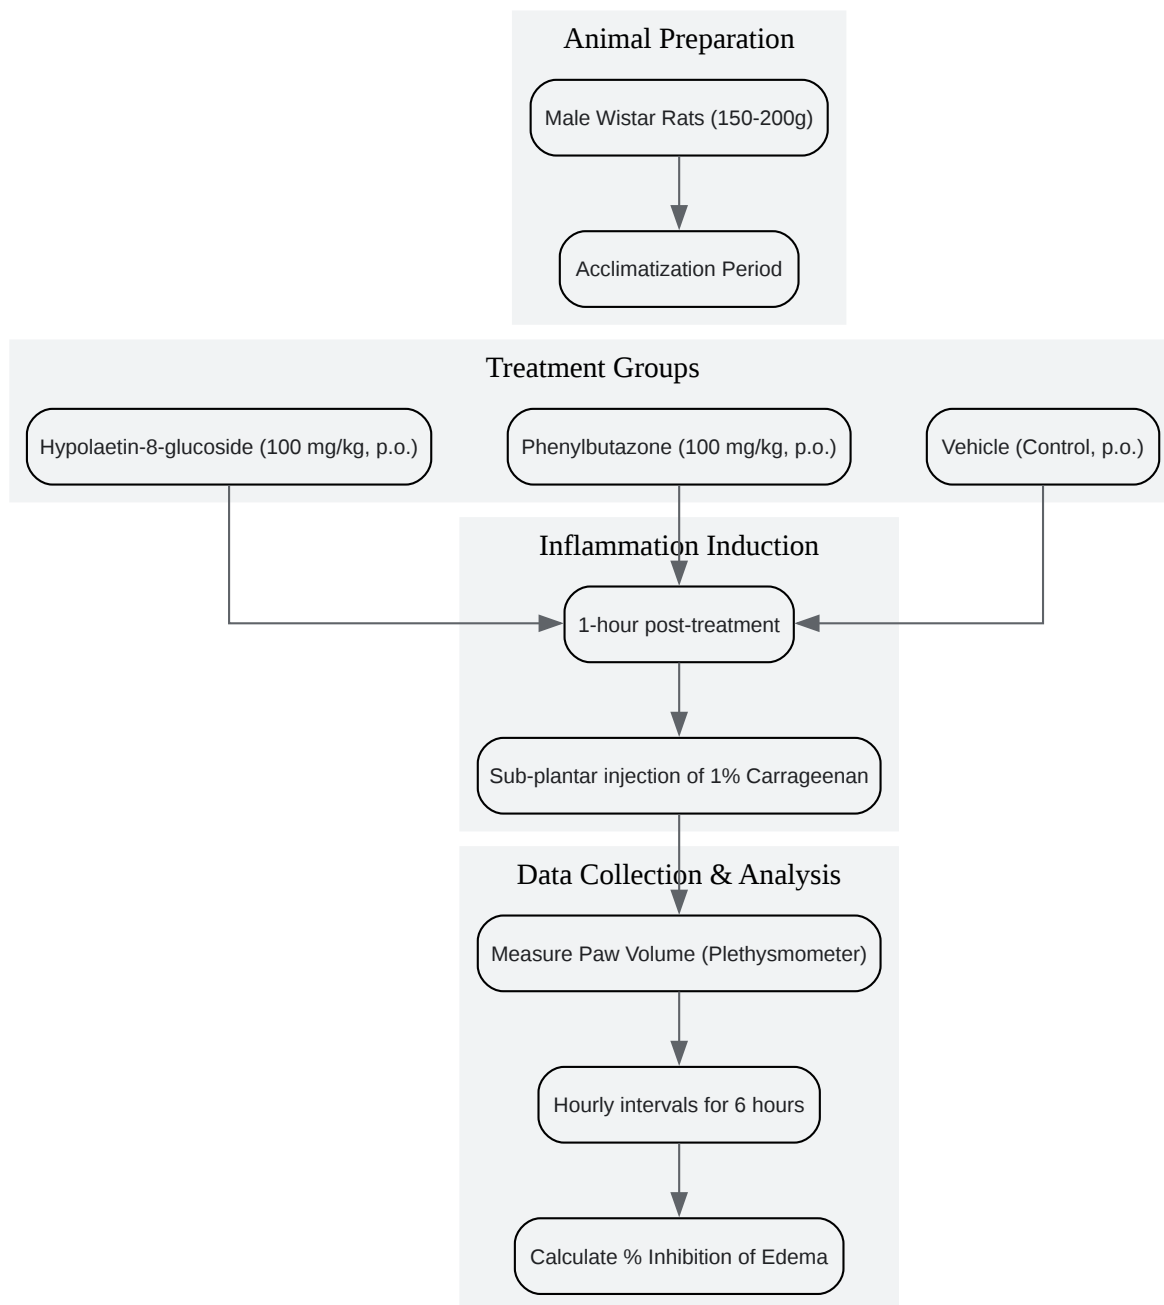 Animal Preparation
Male Wistar Rats (150-200g)
Acclimatization Period
Treatment Groups
Hypolaetin-8-glucoside (100 mg/kg, p.o.)
Phenylbutazone (100 mg/kg, p.o.)
Vehicle (Control, p.o.)
Inflammation Induction
1-hour post-treatment
Sub-plantar injection of 1% Carrageenan
Data Collection & Analysis
Measure Paw Volume (Plethysmometer)
Hourly intervals for 6 hours
Calculate % Inhibition of Edema